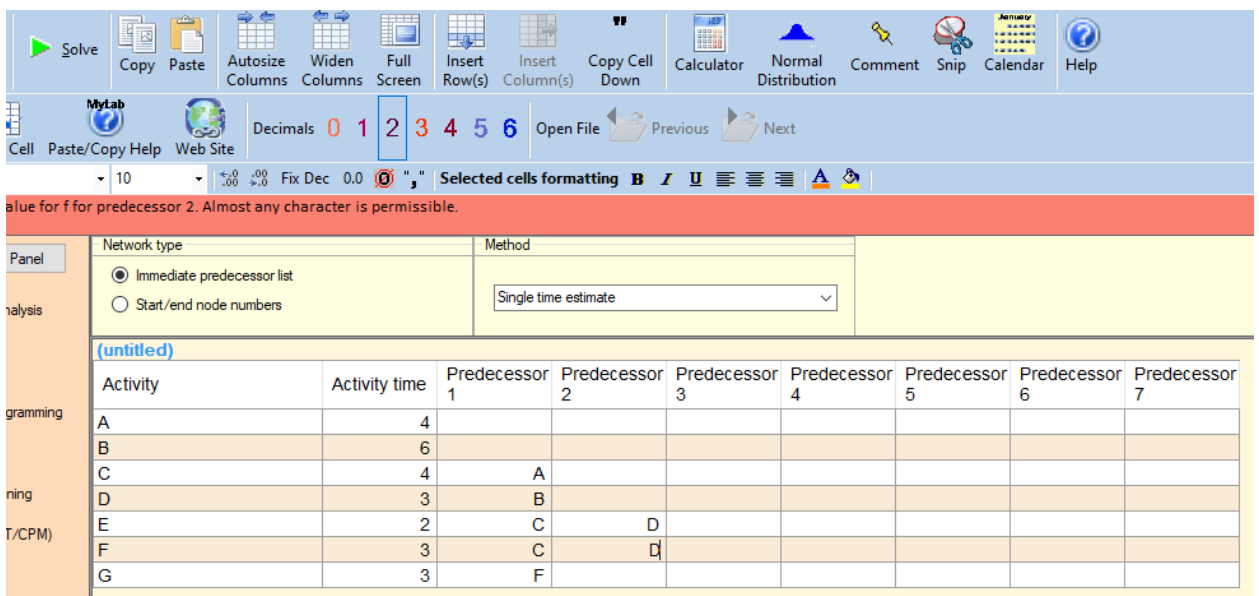 123
January
Solve
Copy Paste Autosize Columns Widen Columns Full Screen Insert Row(s) Insert Column(s) Copy Cell Down Calculator Normal Distribution Comment Snip Calendar Help
MyLab
Cell Paste/Copy Help Web Site Decimals 0 1 2 3 4 5 6 Open File Previous Next
10 Fix Dec 0.0 0 "," Selected cells formatting B I U A
alue for f for predecessor 2. Almost any character is permissible.
Panel
Network type Method
Immediate predecessor list
Start/end node numbers Single time estimate
nalysis
gramming
ning
T/CPM)
(untitled)
Activity Activity time Predecessor 1 Predecessor 2 Predecessor 3 Predecessor 4 Predecessor 5 Predecessor 6 Predecessor 7
A 4
B 6
C 4 A
D 3 B
E 2 C D
F 3 C D
G 3 F